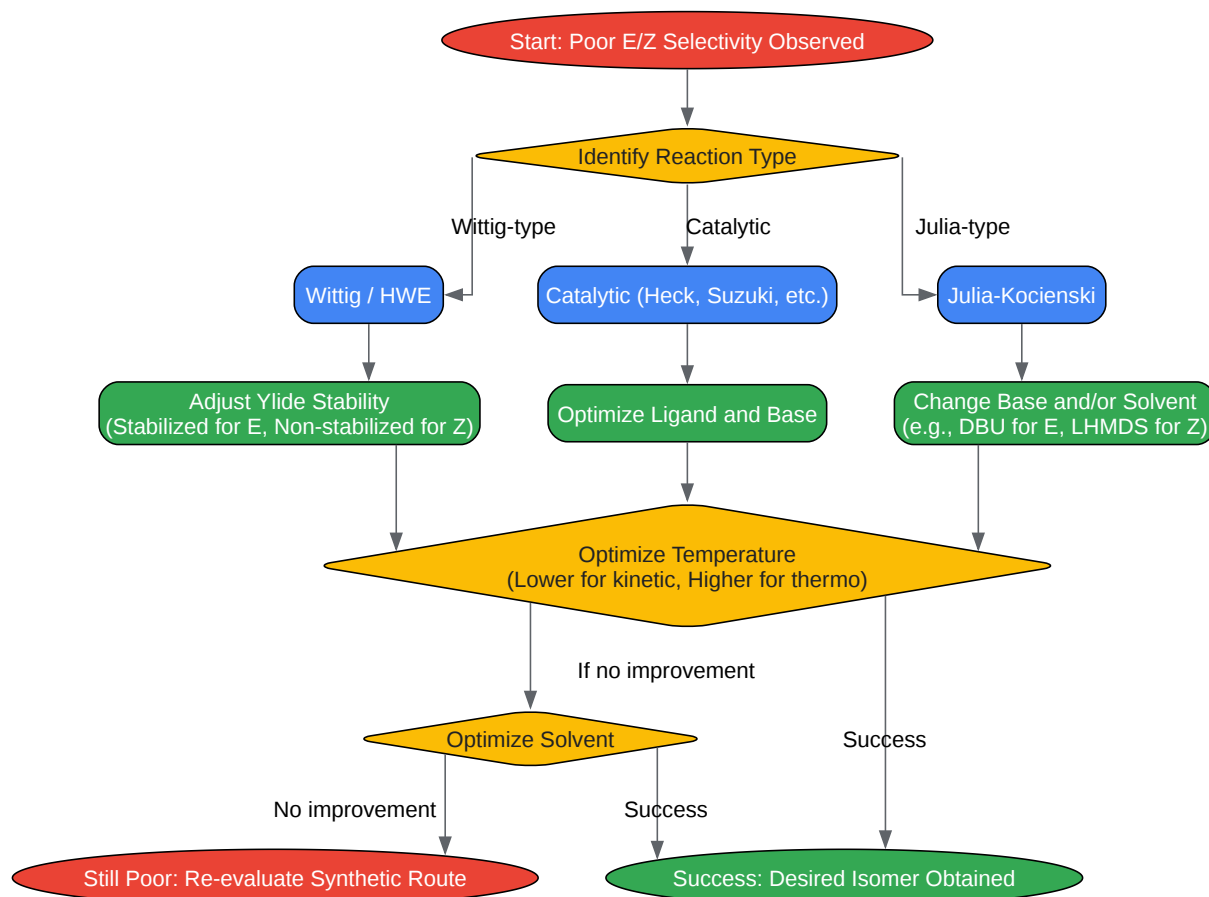 Start: Poor E/Z Selectivity Observed
Identify Reaction Type
Wittig-type
Catalytic
Julia-type
Wittig / HWE
Catalytic (Heck, Suzuki, etc.)
Julia-Kocienski
Adjust Ylide Stability
(Stabilized for E, Non-stabilized for Z)
Optimize Ligand and Base
Change Base and/or Solvent
(e.g., DBU for E, LHMDS for Z)
Optimize Temperature
(Lower for kinetic, Higher for thermo)
If no improvement
Optimize Solvent
Success
No improvement
Success
Still Poor: Re-evaluate Synthetic Route
Success: Desired Isomer Obtained